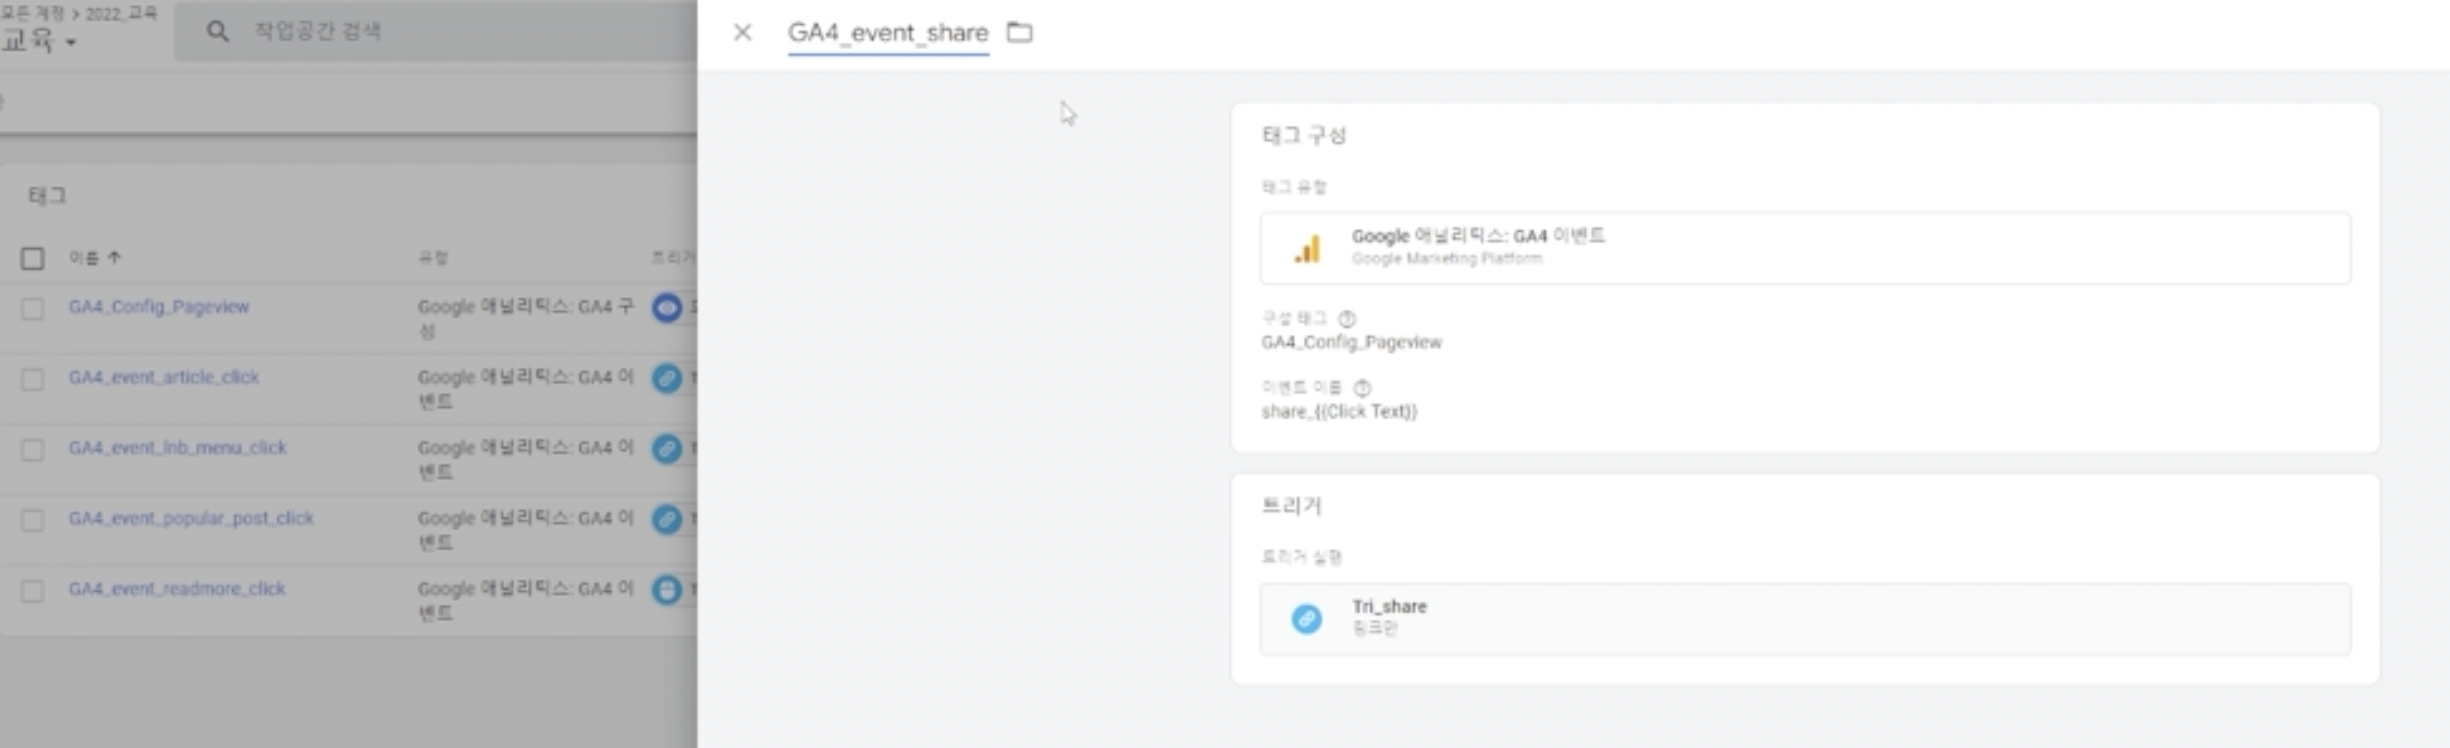 모든 계정 > 2022_교육
교육
작업공간 검색
태그
이름 유형 트리거
GA4_Config_Pageview Google 애널리틱스: GA4 구
성
GA4_event_article_click Google 애널리틱스: GA4 이
벤트
GA4_event_lnb_menu_click Google 애널리틱스: GA4 이
벤트
GA4_event_popular_post_click Google 애널리틱스: GA4 이
벤트
GA4_event_readmore_click Google 애널리틱스: GA4 이
벤트
GA4_event_share
태그 구성
태그 유형
Google 애널리틱스: GA4 이벤트
Google Marketing Platform
구성 태그
GA4_Config_Pageview
이벤트 이름
share_{{Click Text}}
트리거
트리거 실행
Tri_share
링크만